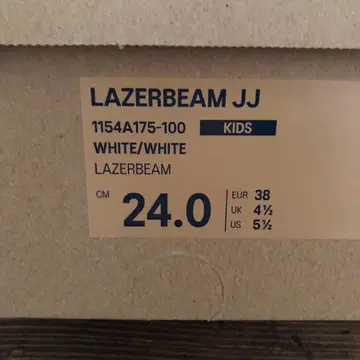 LAZERBEAM JJ
1154A175-100 KIDS
WHITE/WHITE
LAZERBEAM
CM 24.0
EUR 38
UK 4½
US 5½